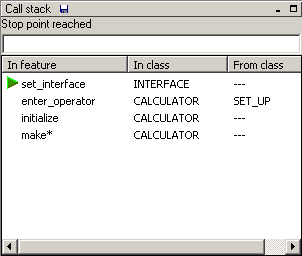 Call stack
Stop point reached
In feature In class From class
set_interface INTERFACE ---
enter_operator CALCULATOR SET_UP
initialize CALCULATOR ---
make* CALCULATOR ---